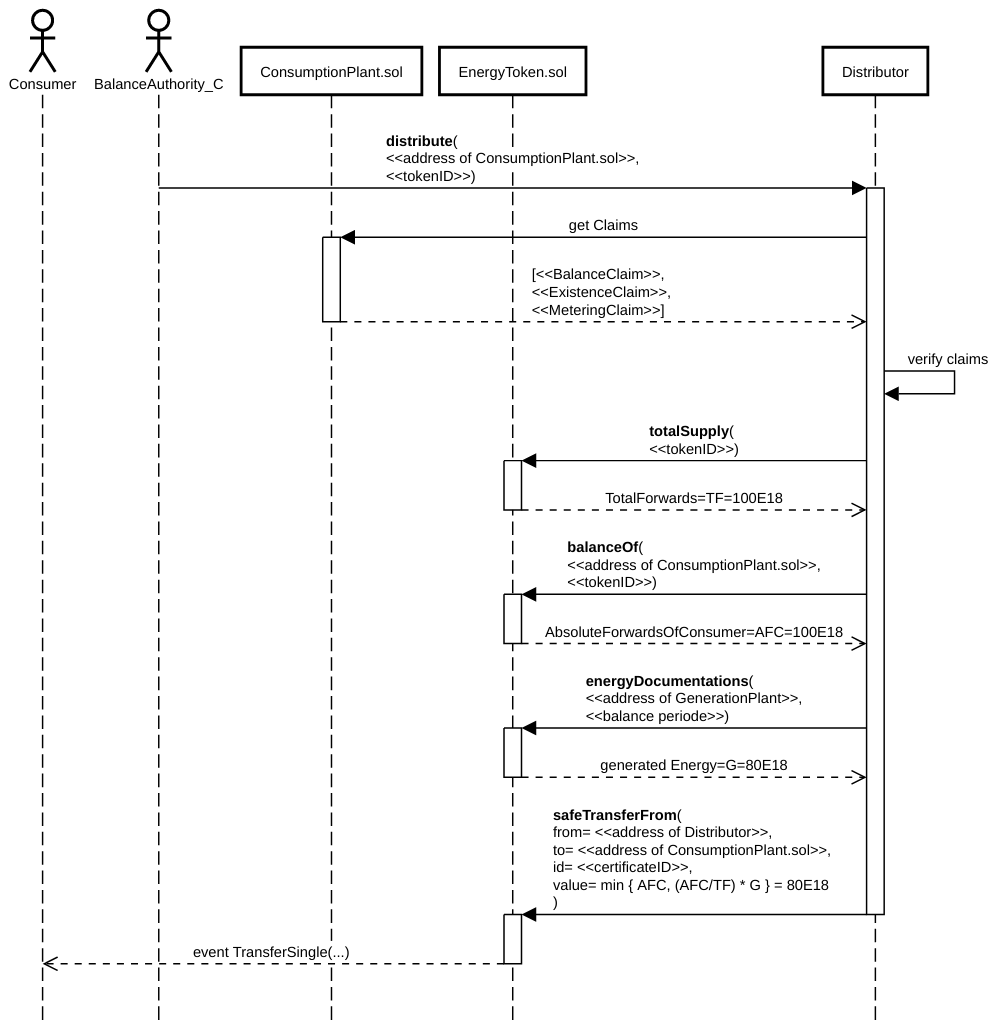 Consumer
BalanceAuthority_C
ConsumptionPlant.sol
EnergyToken.sol
Distributor
distribute(
<<address of ConsumptionPlant.sol>>,
<<tokenID>>)
get Claims
[<<BalanceClaim>>,
<<ExistenceClaim>>,
<<MeteringClaim>>]
verify claims
totalSupply(
<<tokenID>>)
TotalForwards=TF=100E18
balanceOf(
<<address of ConsumptionPlant.sol>>,
<<tokenID>>)
AbsoluteForwardsOfConsumer=AFC=100E18
energyDocumentations(
<<address of GenerationPlant>>,
<<balance periode>>)
generated Energy=G=80E18
safeTransferFrom(
from= <<address of Distributor>>,
to= <<address of ConsumptionPlant.sol>>,
id= <<certificateID>>,
value= min { AFC, (AFC/TF) * G } = 80E18
)
event TransferSingle(...)